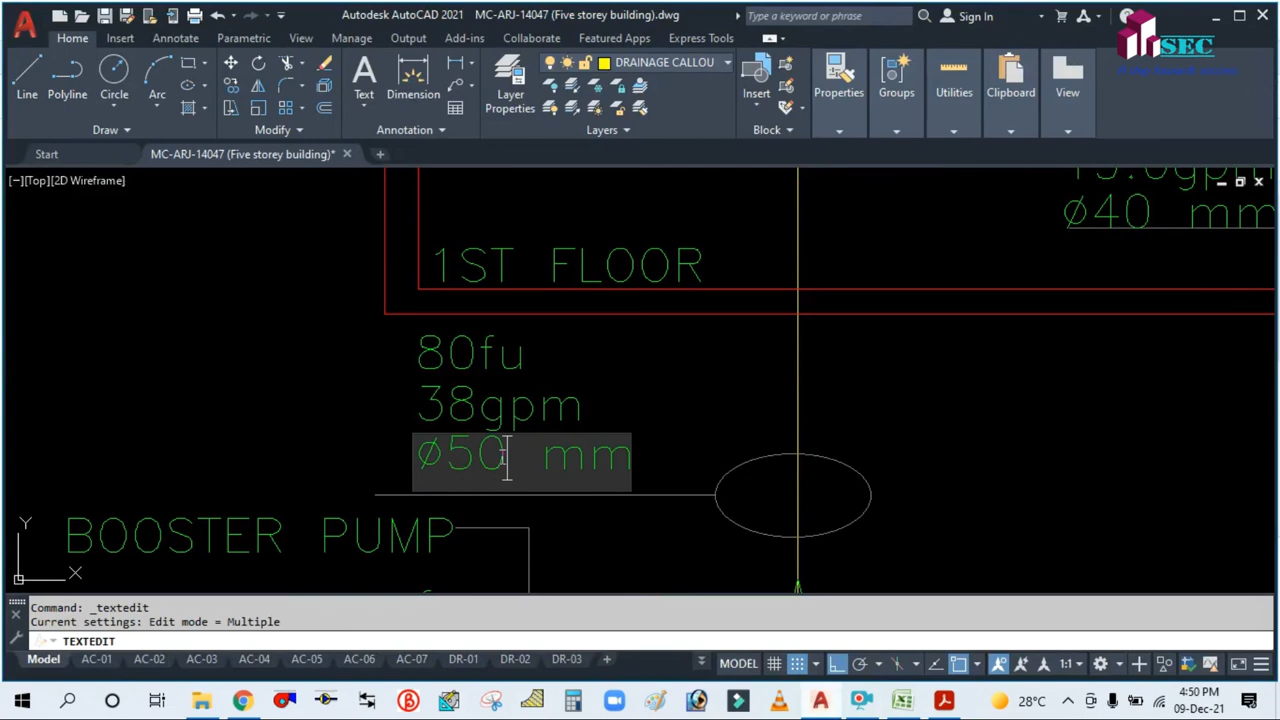 Autodesk AutoCAD 2021 MC-ARJ-14047 (Five storey building).dwg
Type a keyword or phrase
Sign In
SEC
Home Insert Annotate Parametric View Manage Output Add-ins Collaborate Featured Apps Express Tools
DRAINAGE CALLOU
Line Polyline Circle Arc
Text Dimension
Layer Properties
Insert
Properties Groups Utilities Clipboard View
Draw Modify Annotation Layers Block
Start MC-ARJ-14047 (Five storey building)*
[−][Top][2D Wireframe]
ø40 mm
1ST FLOOR
80fu
38gpm
ø50 mm
BOOSTER PUMP
Y
X
Command: _textedit
Current settings: Edit mode = Multiple
TEXTEDIT
Model AC-01 AC-02 AC-03 AC-04 AC-05 AC-06 AC-07 DR-01 DR-02 DR-03
MODEL
1:1
28°C
4:50 PM
09-Dec-21